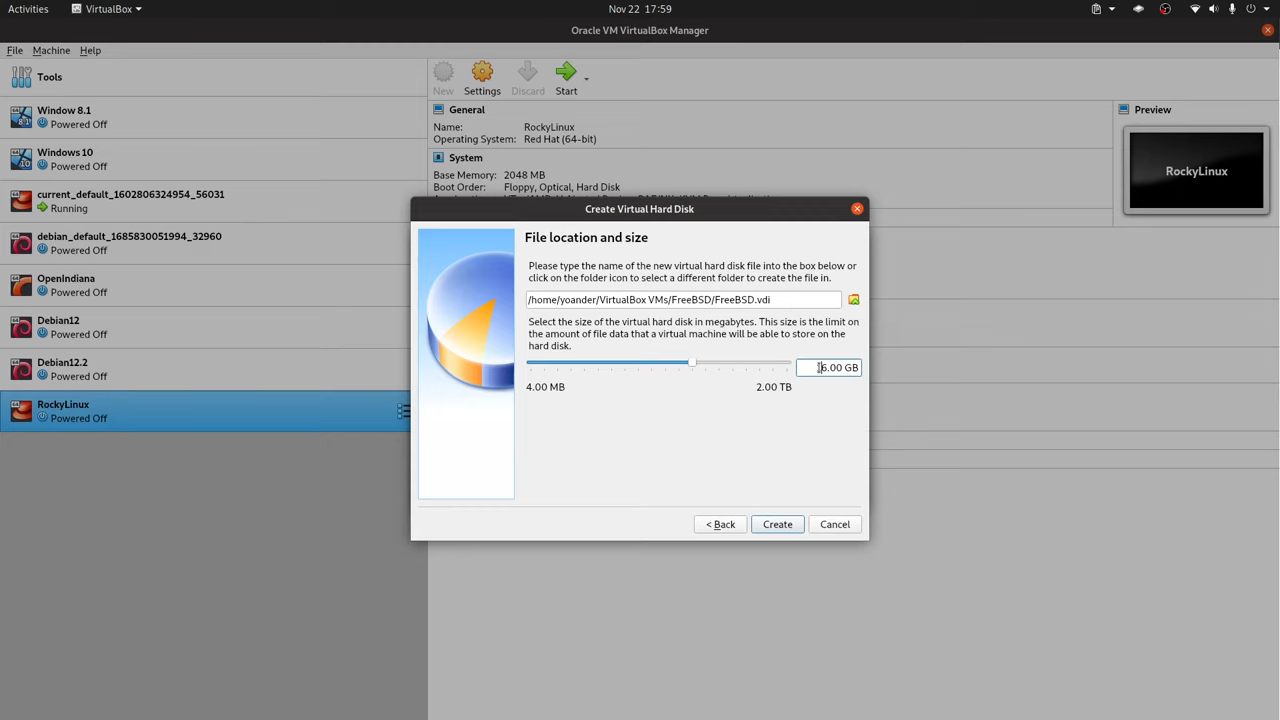 Activities
VirtualBox
Nov 22 17:59
Oracle VM VirtualBox Manager
File Machine Help
Tools
New
Settings
Discard
Start
Window 8.1
Powered Off
Windows 10
Powered Off
current_default_1602806324954_56031
Running
debian_default_1685830051994_32960
Powered Off
OpenIndiana
Powered Off
Debian12
Powered Off
Debian12.2
Powered Off
RockyLinux
Powered Off
General
Name: RockyLinux
Operating System: Red Hat (64-bit)
System
Base Memory: 2048 MB
Boot Order: Floppy, Optical, Hard Disk
Preview
RockyLinux
Create Virtual Hard Disk
File location and size
Please type the name of the new virtual hard disk file into the box below or
click on the folder icon to select a different folder to create the file in.
/home/yoander/VirtualBox VMs/FreeBSD/FreeBSD.vdi
Select the size of the virtual hard disk in megabytes. This size is the limit on
the amount of file data that a virtual machine will be able to store on the
hard disk.
6.00 GB
4.00 MB
2.00 TB
< Back
Create
Cancel